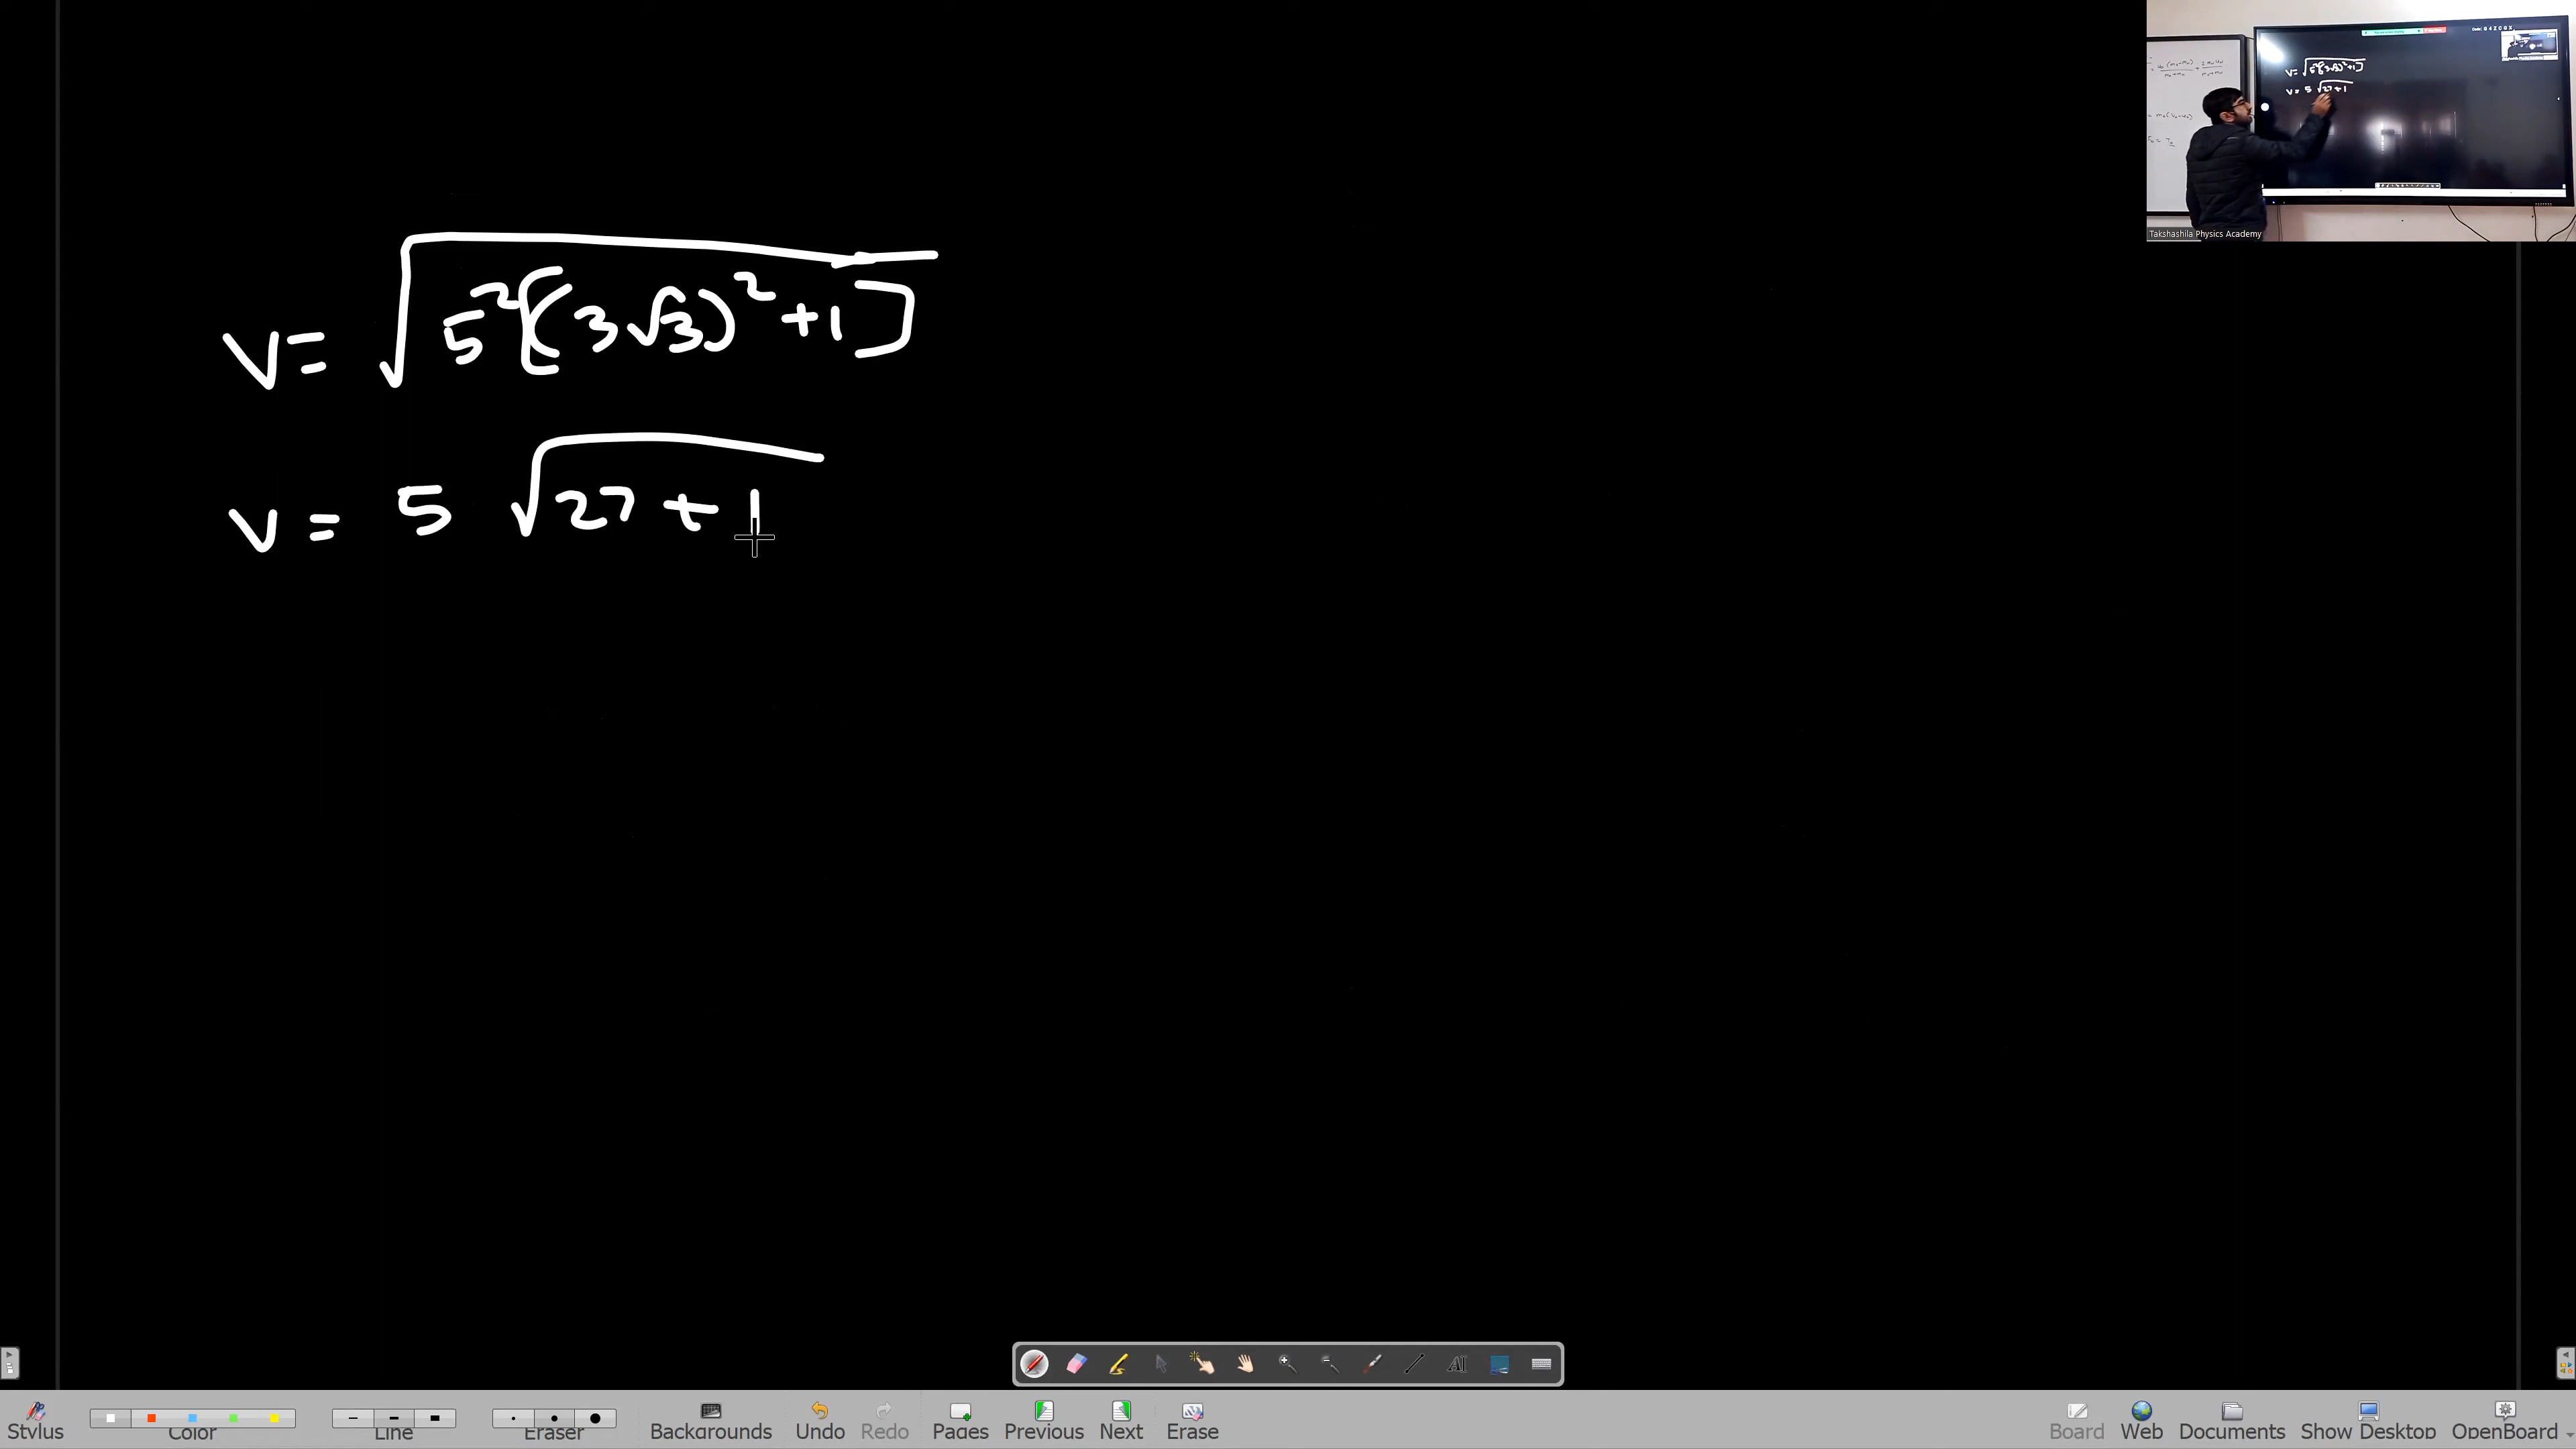 V= √5²[(3√3)²+1]
V = 5 √27 + 1
Takshashila Physics Academy
Stylus
Color
Line
Eraser
Backgrounds
Undo
Redo
Pages
Previous
Next
Erase
Board
Web
Documents
Show Desktop
OpenBoard